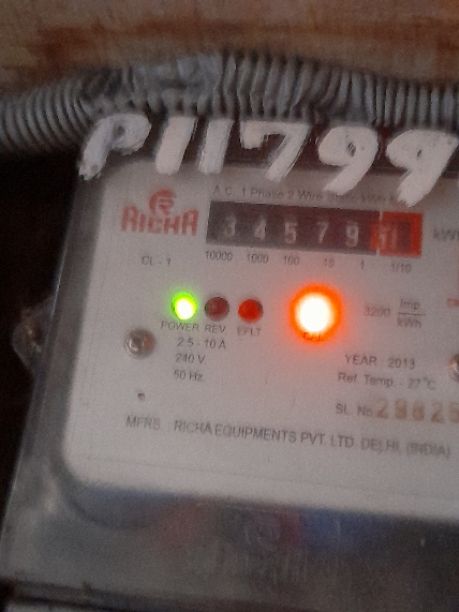 P11799
A.C. 1 Phase 2 Wire
RICHA
3 4 5 7 9
kWh
CL - 1
10000 1000 100 10 1 1/10
POWER REV EFLT
3200 Imp/kWh
2.5 - 10 A
240 V.
50 Hz.
YEAR : 2013
Ref. Temp. - 27°C
SL. No. 29825
MFRS. : RICHA EQUIPMENTS PVT. LTD. DELHI, (INDIA)